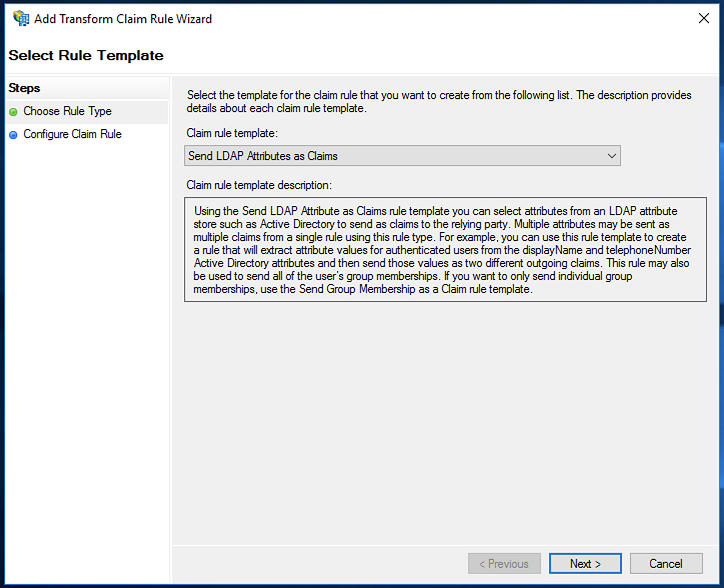 Add Transform Claim Rule Wizard
Select Rule Template
Steps
Choose Rule Type
Configure Claim Rule
Select the template for the claim rule that you want to create from the following list. The description provides
details about each claim rule template.
Claim rule template:
Send LDAP Attributes as Claims
Claim rule template description:
Using the Send LDAP Attribute as Claims rule template you can select attributes from an LDAP attribute
store such as Active Directory to send as claims to the relying party. Multiple attributes may be sent as
multiple claims from a single rule using this rule type. For example, you can use this rule template to create
a rule that will extract attribute values for authenticated users from the displayName and telephoneNumber
Active Directory attributes and then send those values as two different outgoing claims. This rule may also
be used to send all of the user's group memberships. If you want to only send individual group
memberships, use the Send Group Membership as a Claim rule template.
< Previous
Next >
Cancel